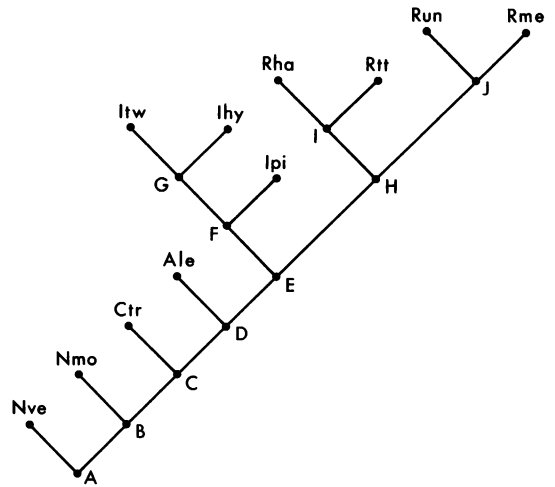 Run Rme
Rha Rtt
J
Itw Ihy I
Ipi
G H
F
Ale
E
Ctr
D
Nmo
C
Nve
B
A